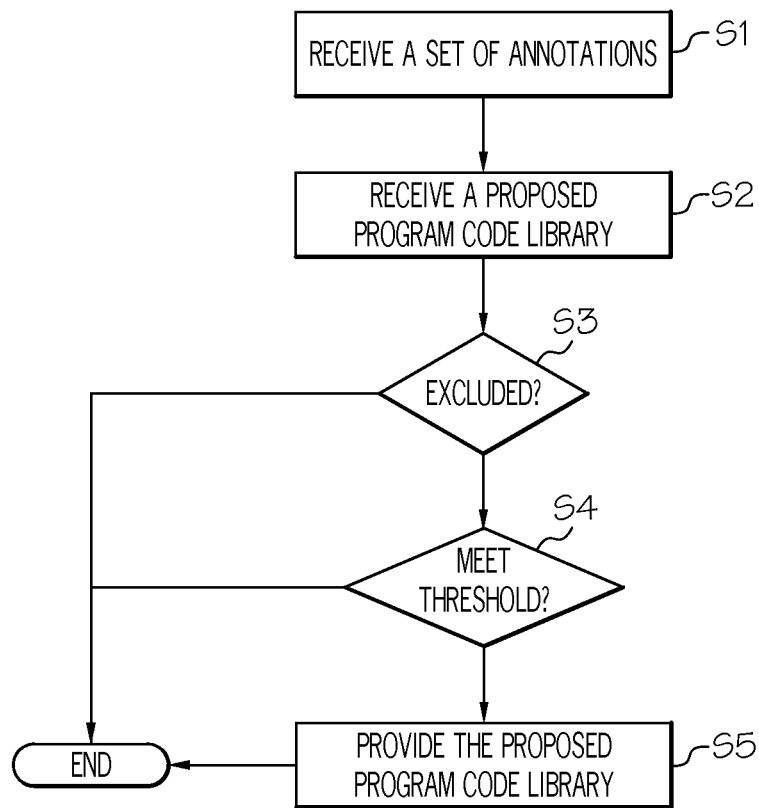 RECEIVE A SET OF ANNOTATIONS
S1
RECEIVE A PROPOSED
PROGRAM CODE LIBRARY
S2
S3
EXCLUDED?
S4
MEET
THRESHOLD?
PROVIDE THE PROPOSED
PROGRAM CODE LIBRARY
S5
END